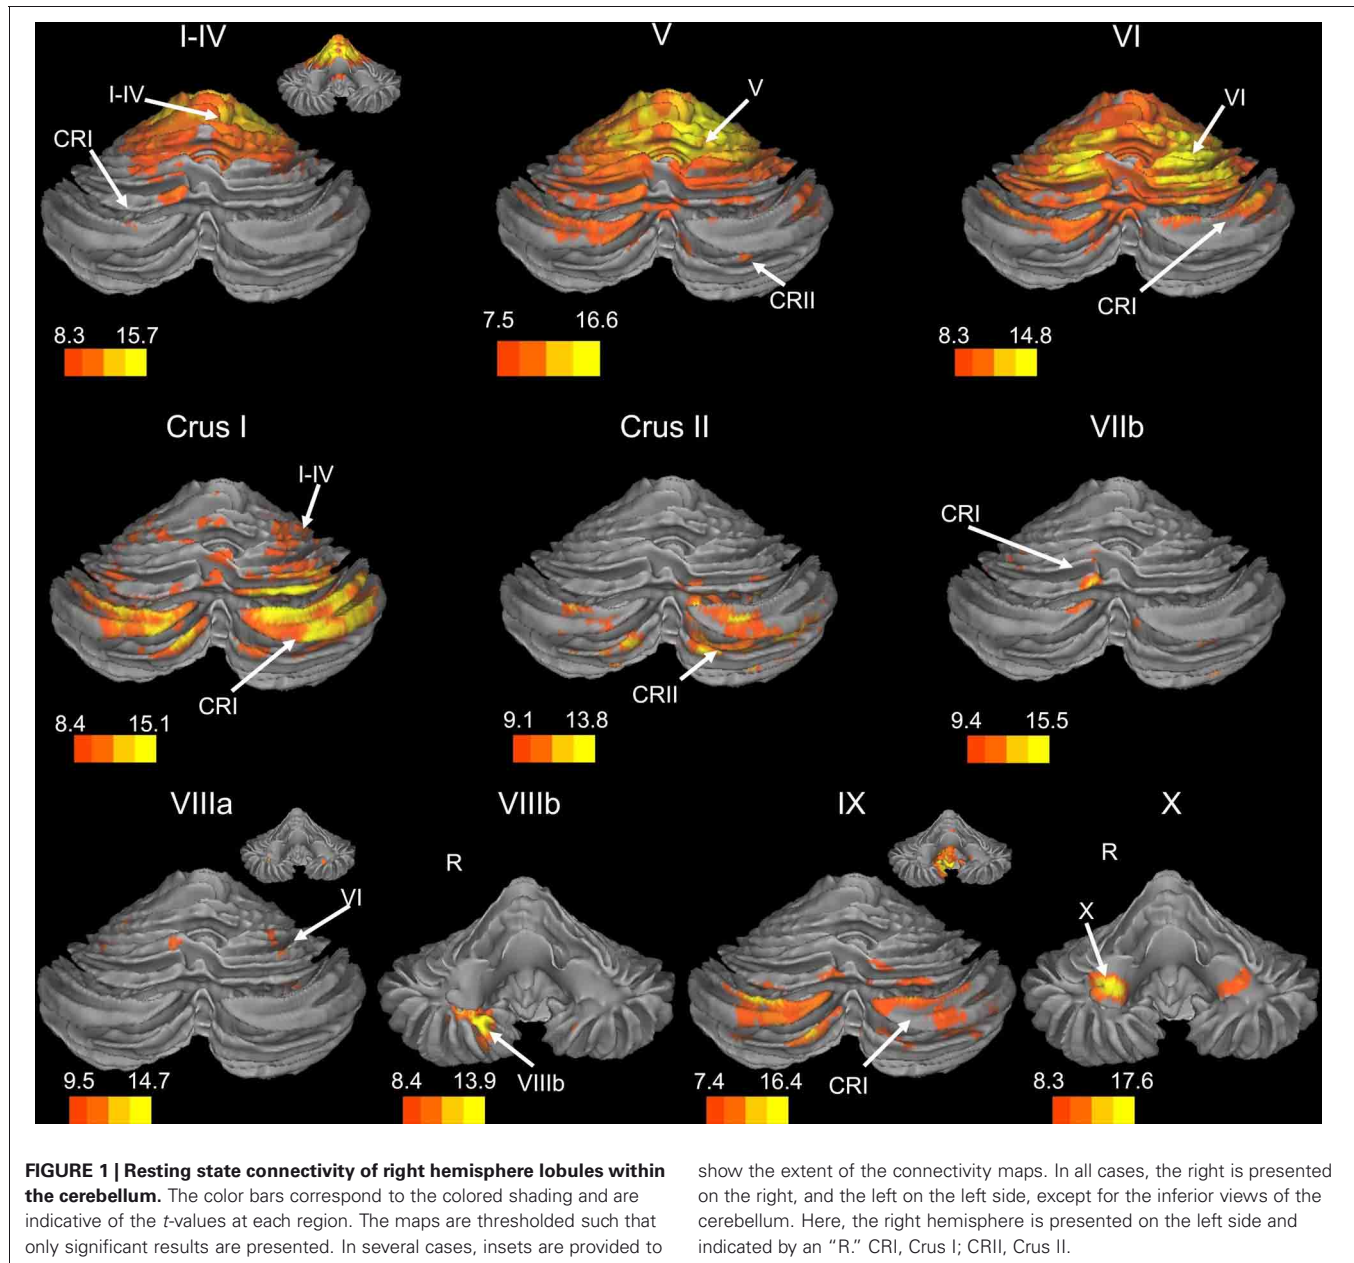 I-IV
V
VI
I-IV
CRI
V
CRII
VI
CRI
8.3 15.7
7.5 16.6
8.3 14.8
Crus I
Crus II
VIIb
I-IV
CRI
CRII
CRI
8.4 15.1
9.1 13.8
9.4 15.5
VIIIa
VIIIb
IX
X
VI
R
VIIIb
CRI
R
X
9.5 14.7
8.4 13.9
7.4 16.4
8.3 17.6
FIGURE 1 | Resting state connectivity of right hemisphere lobules within
the cerebellum. The color bars correspond to the colored shading and are
indicative of the t-values at each region. The maps are thresholded such that
only significant results are presented. In several cases, insets are provided to
show the extent of the connectivity maps. In all cases, the right is presented
on the right, and the left on the left side, except for the inferior views of the
cerebellum. Here, the right hemisphere is presented on the left side and
indicated by an “R.” CRI, Crus I; CRII, Crus II.